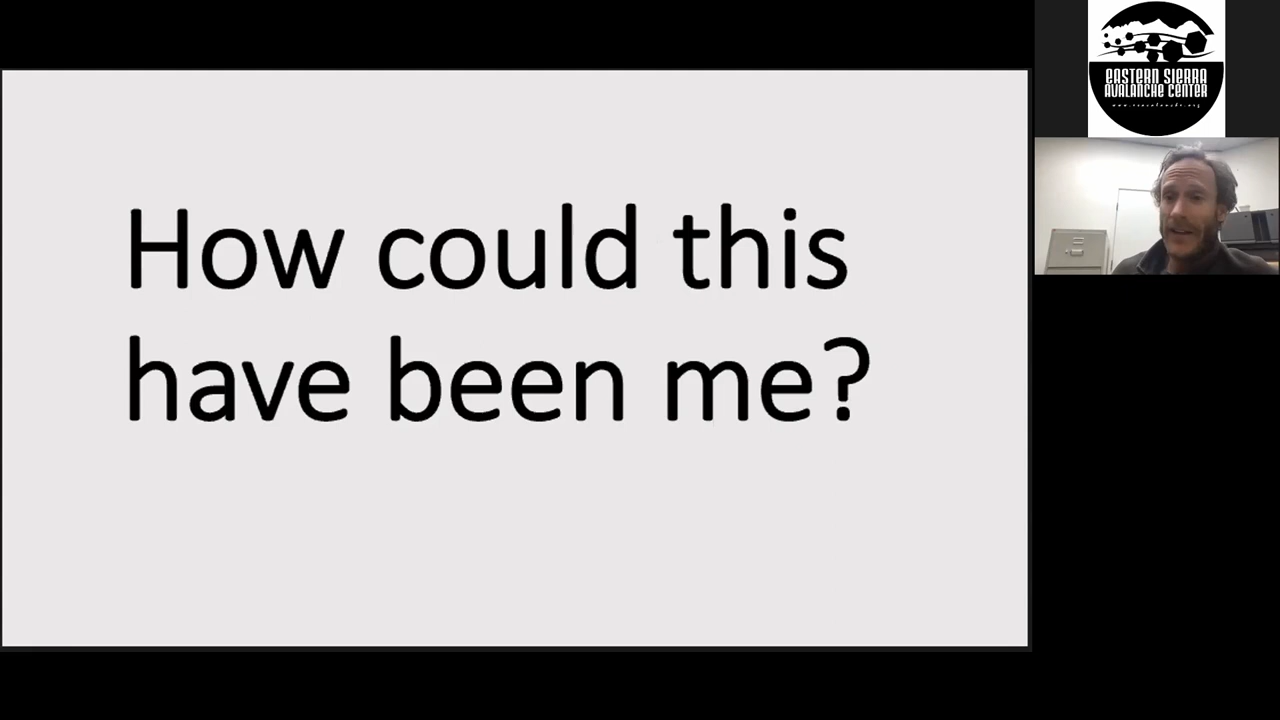 How could this
have been me?
EASTERN SIERRA
AVALANCHE CENTER